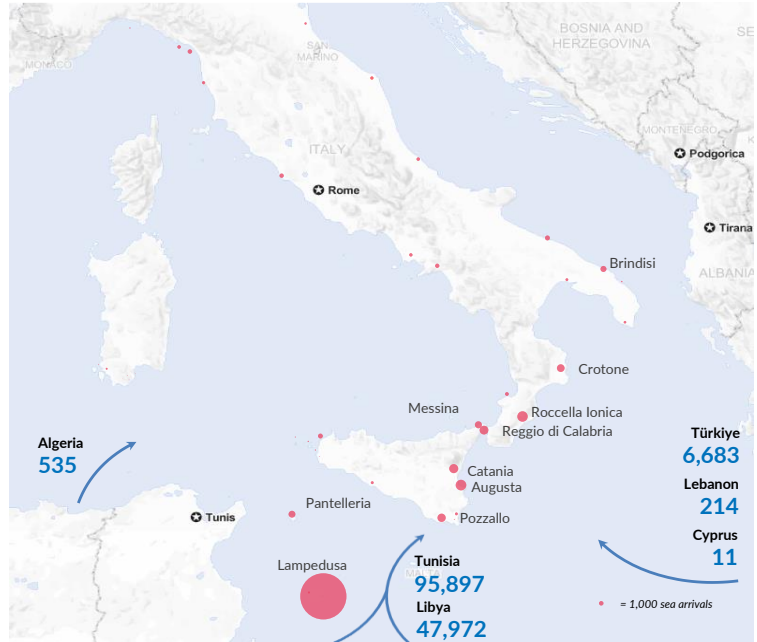 BOSNIA AND
HERZEGOVINA
SE
SAN
MARINO
MONACO
MONTENEGRO
K
ITALY
Podgorica
Rome
Tirana
Brindisi
ALBANIA
Crotone
Messina
Roccella Ionica
Reggio di Calabria
Algeria
535
Türkiye
6,683
Catania
Augusta
Lebanon
214
Pantelleria
Tunis
Pozzallo
Cyprus
11
Lampedusa
Tunisia
95,897
Libya
47,972
= 1,000 sea arrivals